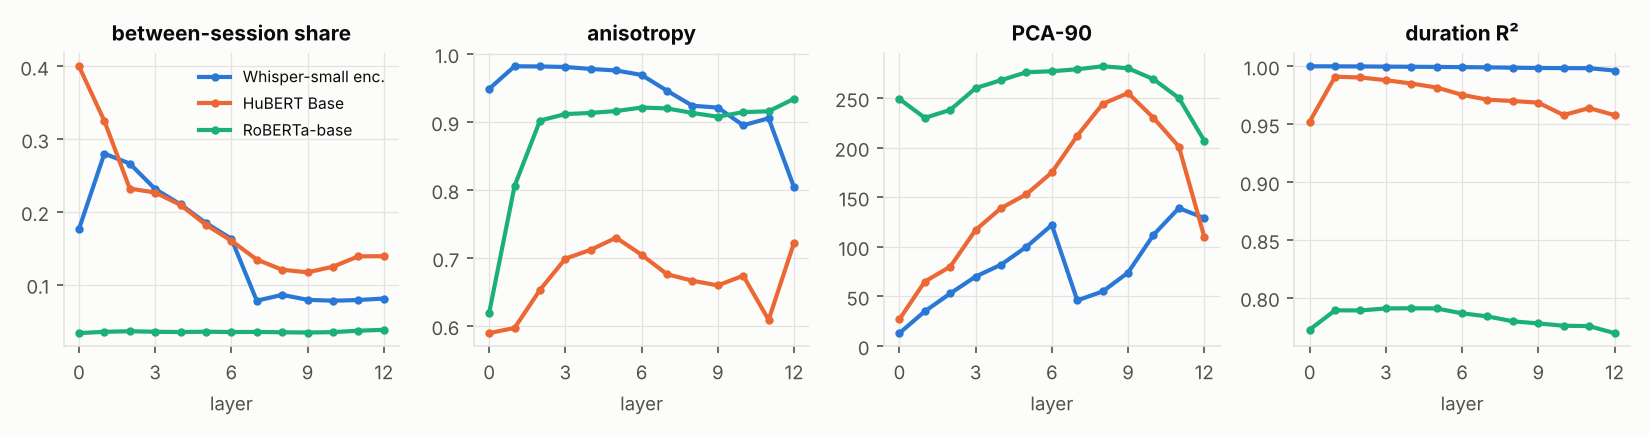 between-session share
0.4
0.3
0.2
0.1
Whisper-small enc.
HuBERT Base
RoBERTa-base
0 3 6 9 12
layer
anisotropy
1.0
0.9
0.8
0.7
0.6
0 3 6 9 12
layer
PCA-90
250
200
150
100
50
0
0 3 6 9 12
layer
duration R²
1.00
0.95
0.90
0.85
0.80
0 3 6 9 12
layer